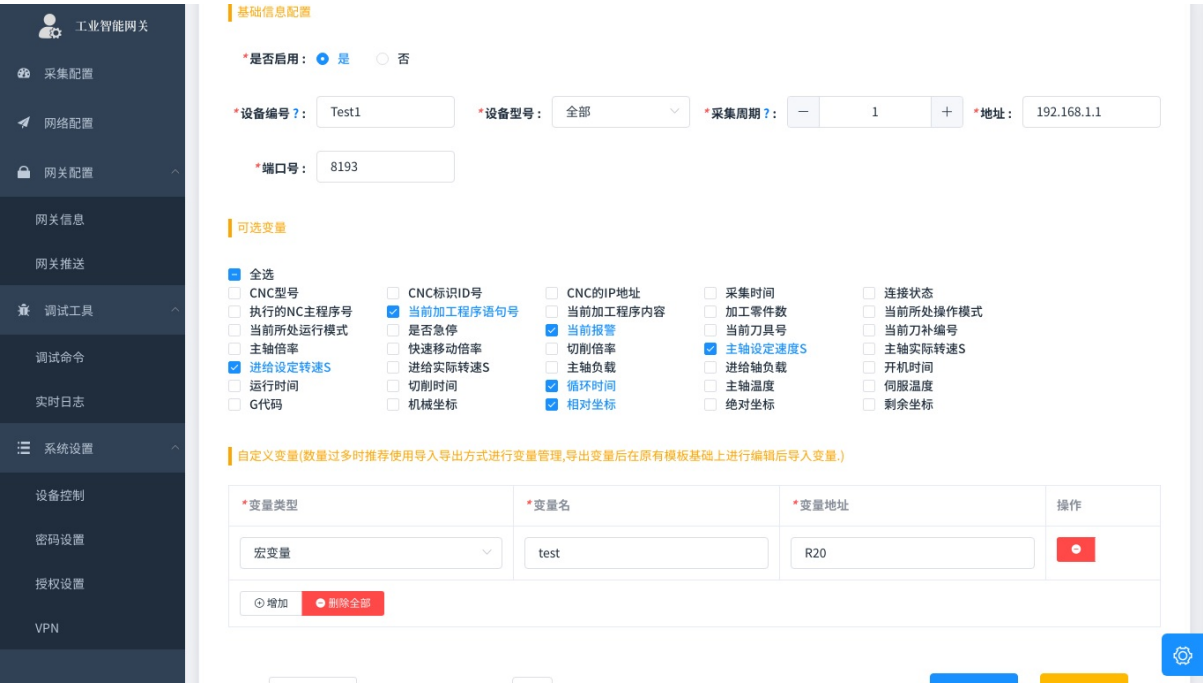 工业智能网关
采集配置
网络配置
网关配置
网关信息
网关推送
调试工具
调试命令
实时日志
系统设置
设备控制
密码设置
授权设置
VPN
基础信息配置
*是否启用： 是 否
*设备编号?： Test1 *设备型号： 全部 *采集周期?： － 1 + *地址： 192.168.1.1
*端口号： 8193
可选变量
全选
CNC型号 CNC标识ID号 CNC的IP地址 采集时间 连接状态
执行的NC主程序号 当前加工程序语句号 当前加工程序内容 加工零件数 当前所处操作模式
当前所处运行模式 是否急停 当前报警 当前刀具号 当前刀补编号
主轴倍率 快速移动倍率 切削倍率 主轴设定速度S 主轴实际转速S
进给设定转速S 进给实际转速S 主轴负载 进给轴负载 开机时间
运行时间 切削时间 循环时间 主轴温度 伺服温度
G代码 机械坐标 相对坐标 绝对坐标 剩余坐标
自定义变量(数量过多时推荐使用导入导出方式进行变量管理,导出变量后在原有模板基础上进行编辑后导入变量.)
*变量类型 *变量名 *变量地址 操作
宏变量 test R20
增加 删除全部